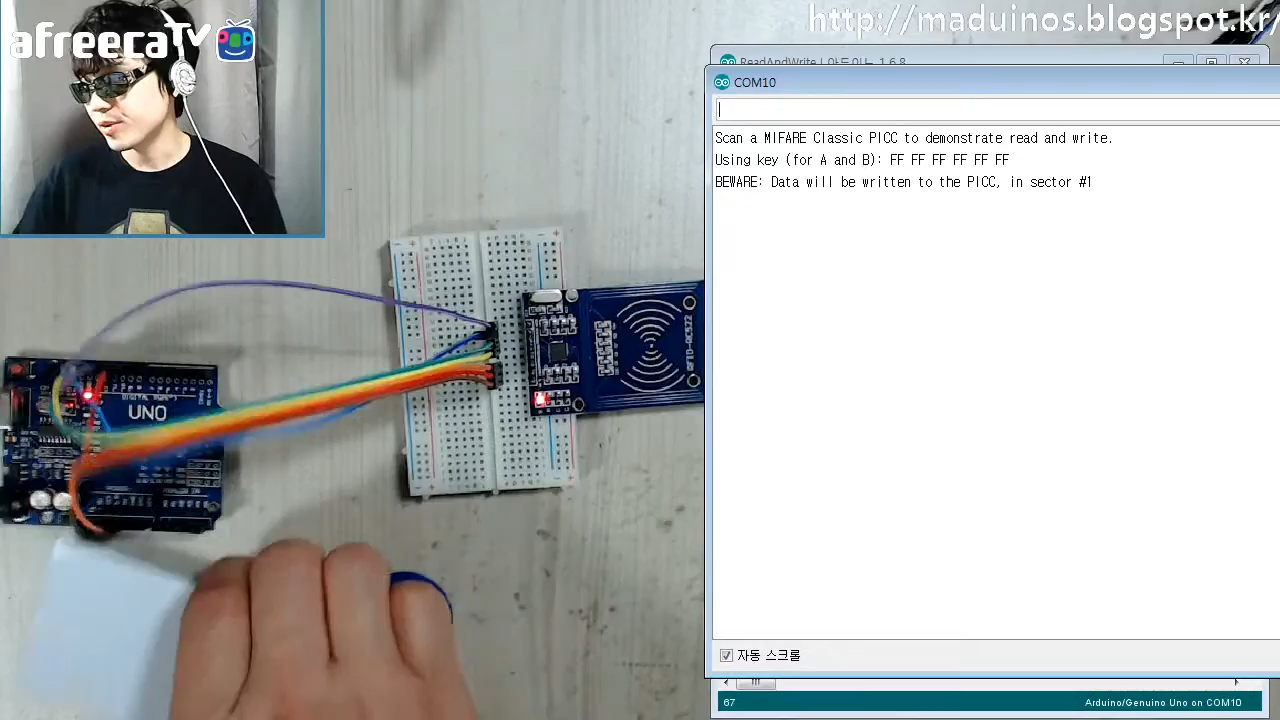 afreecaTV
http://maduinos.blogspot.kr
ReadAndWrite | 아두이노 1.6.8
COM10
Scan a MIFARE Classic PICC to demonstrate read and write.
Using key (for A and B): FF FF FF FF FF FF
BEWARE: Data will be written to the PICC, in sector #1
UNO
RFID-RC522
자동 스크롤
67
Arduino/Genuino Uno on COM10